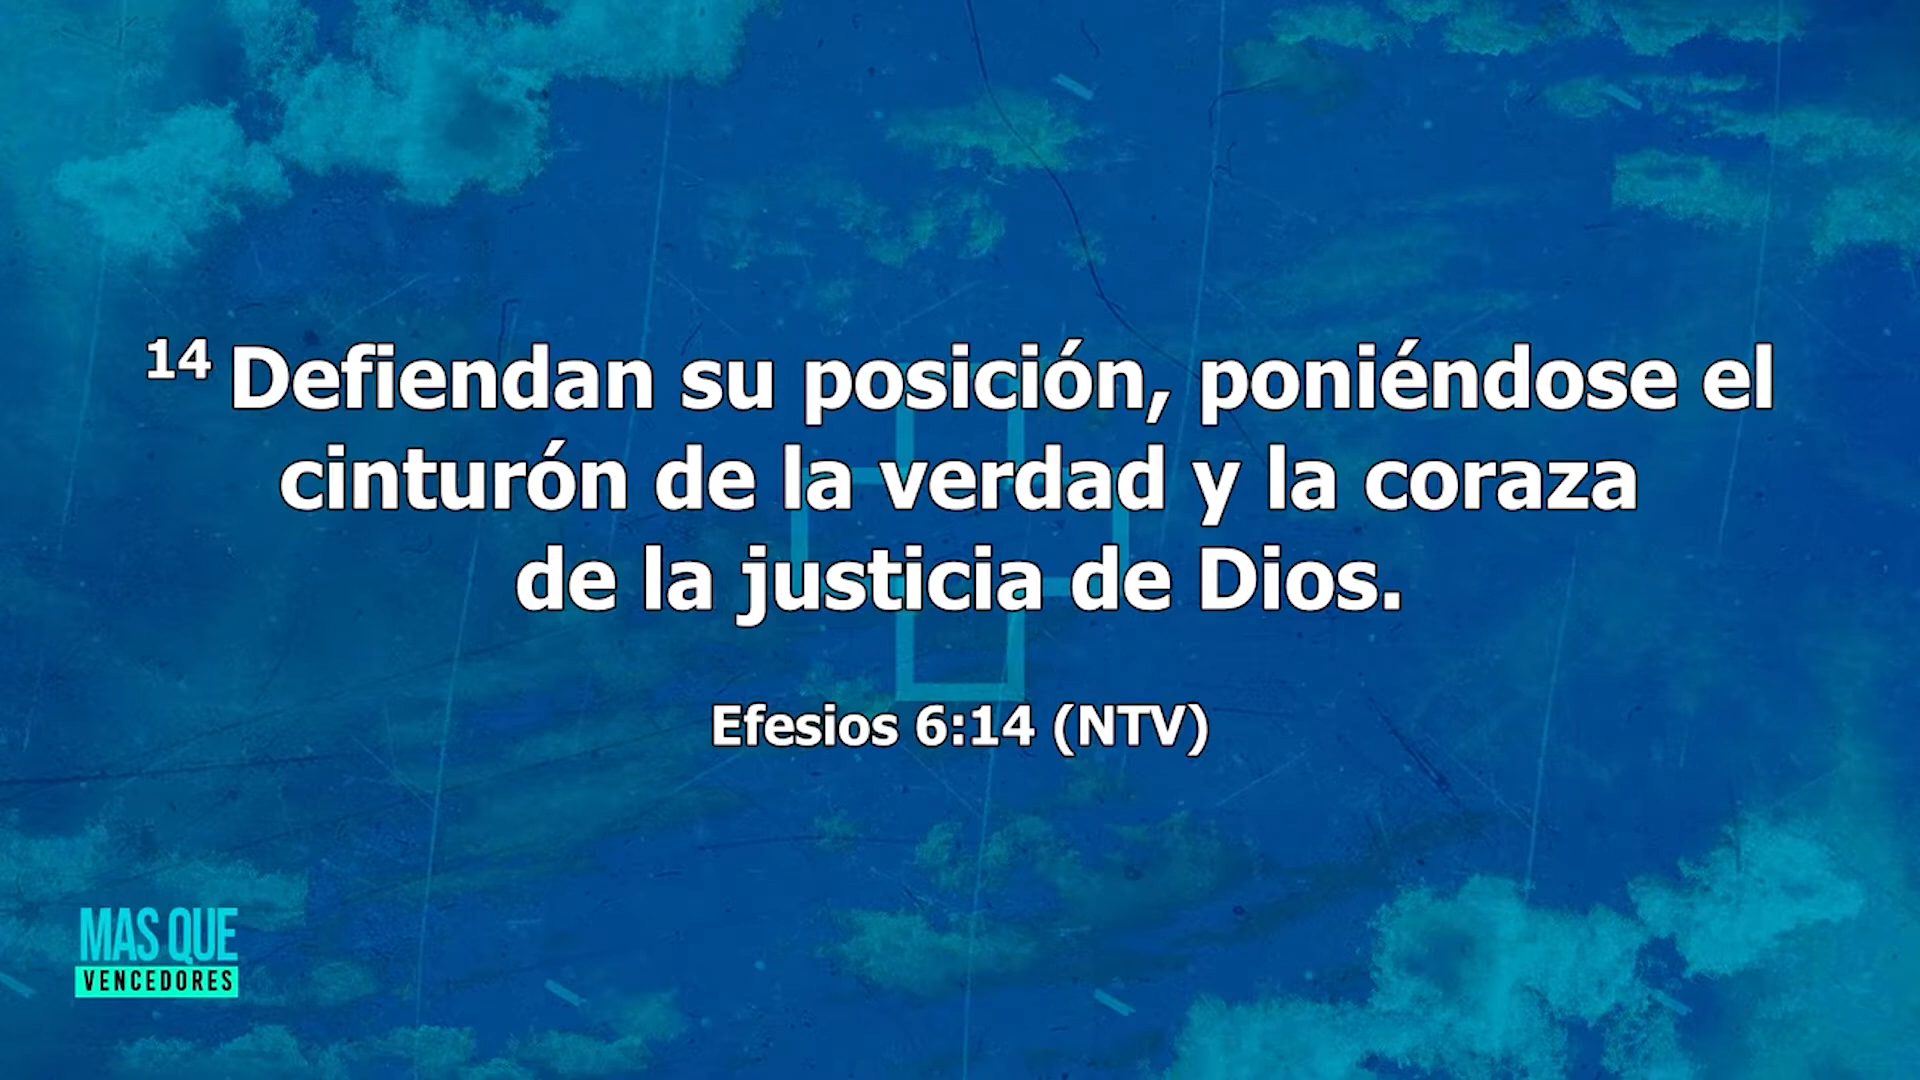 14 Defiendan su posición, poniéndose el
cinturón de la verdad y la coraza
de la justicia de Dios.
Efesios 6:14 (NTV)
MAS QUE
VENCEDORES